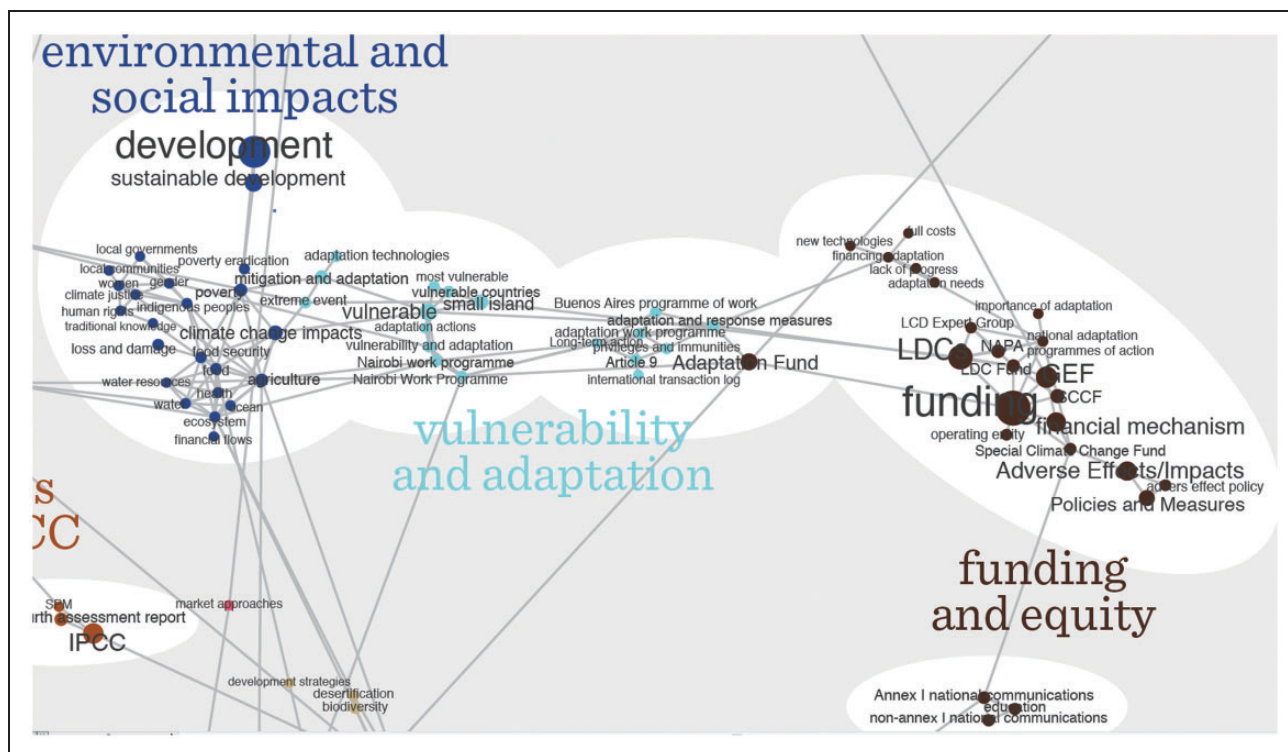 environmental and
social impacts
development
sustainable development
local governments
poverty eradication
local communities
women
gender
climate justice
indigenous peoples
human rights
traditional knowledge
loss and damage
poverty
mitigation and adaptation
adaptation technologies
extreme event
climate change impacts
food security
food
agriculture
water resources
health
water
ocean
ecosystem
financial flows
most vulnerable
vulnerable countries
small island
vulnerable
adaptation actions
vulnerability and adaptation
Nairobi work programme
Nairobi Work Programme
Buenos Aires programme of work
adaptation and response measures
adaptation work programme
Long-term action
privileges and immunities
Article 9
Adaptation Fund
international transaction log
vulnerability
and adaptation
full costs
new technologies
financing adaptation
lack of progress
adaptation needs
importance of adaptation
LCD Expert Group
national adaptation
programmes of action
LDCs
NAPA
LDC Fund
GEF
SCCF
funding
operating entity
financial mechanism
Special Climate Change Fund
Adverse Effects/Impacts
advers effect policy
Policies and Measures
funding
and equity
s
CC
SPM
urth assessment report
IPCC
market approaches
development strategies
desertification
biodiversity
Annex I national communications
education
non-annex I national communications